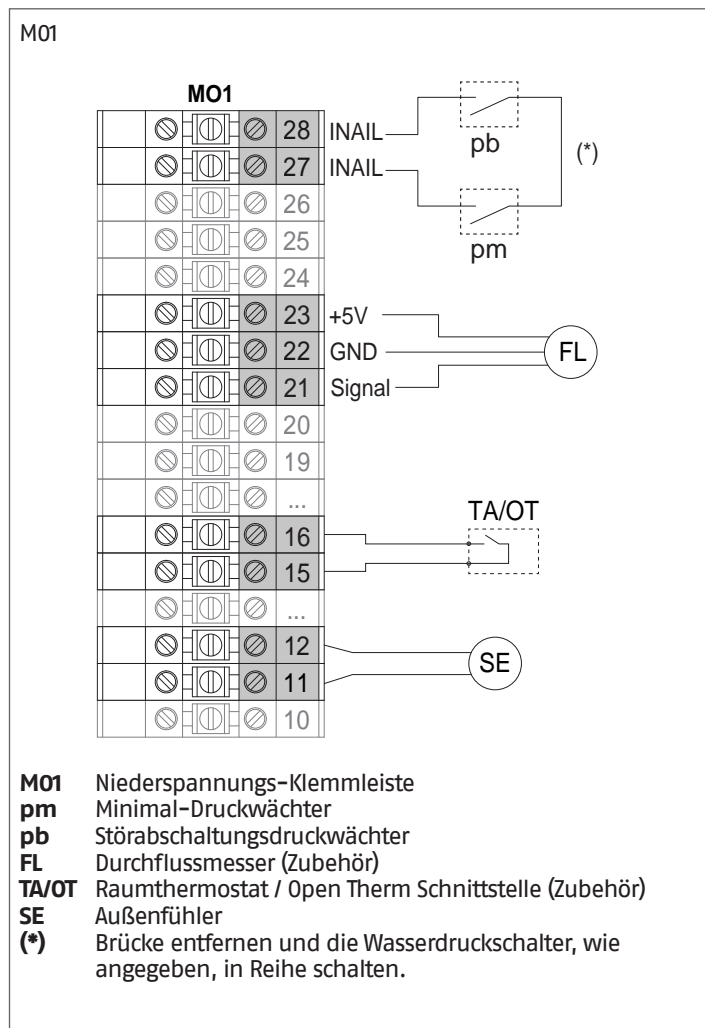 M01
MO1
28 INAIL
pb
27 INAIL
(*)
26
pm
25
24
23 +5V
22 GND FL
21 Signal
20
19
...
TA/OT
16
15
...
12
SE
11
10
M01 Niederspannungs-Klemmleiste
pm Minimal-Druckwächter
pb Störabschaltungsdruckwächter
FL Durchflussmesser (Zubehör)
TA/OT Raumthermostat / Open Therm Schnittstelle (Zubehör)
SE Außenfühler
(*) Brücke entfernen und die Wasserdruckschalter, wie
angegeben, in Reihe schalten.